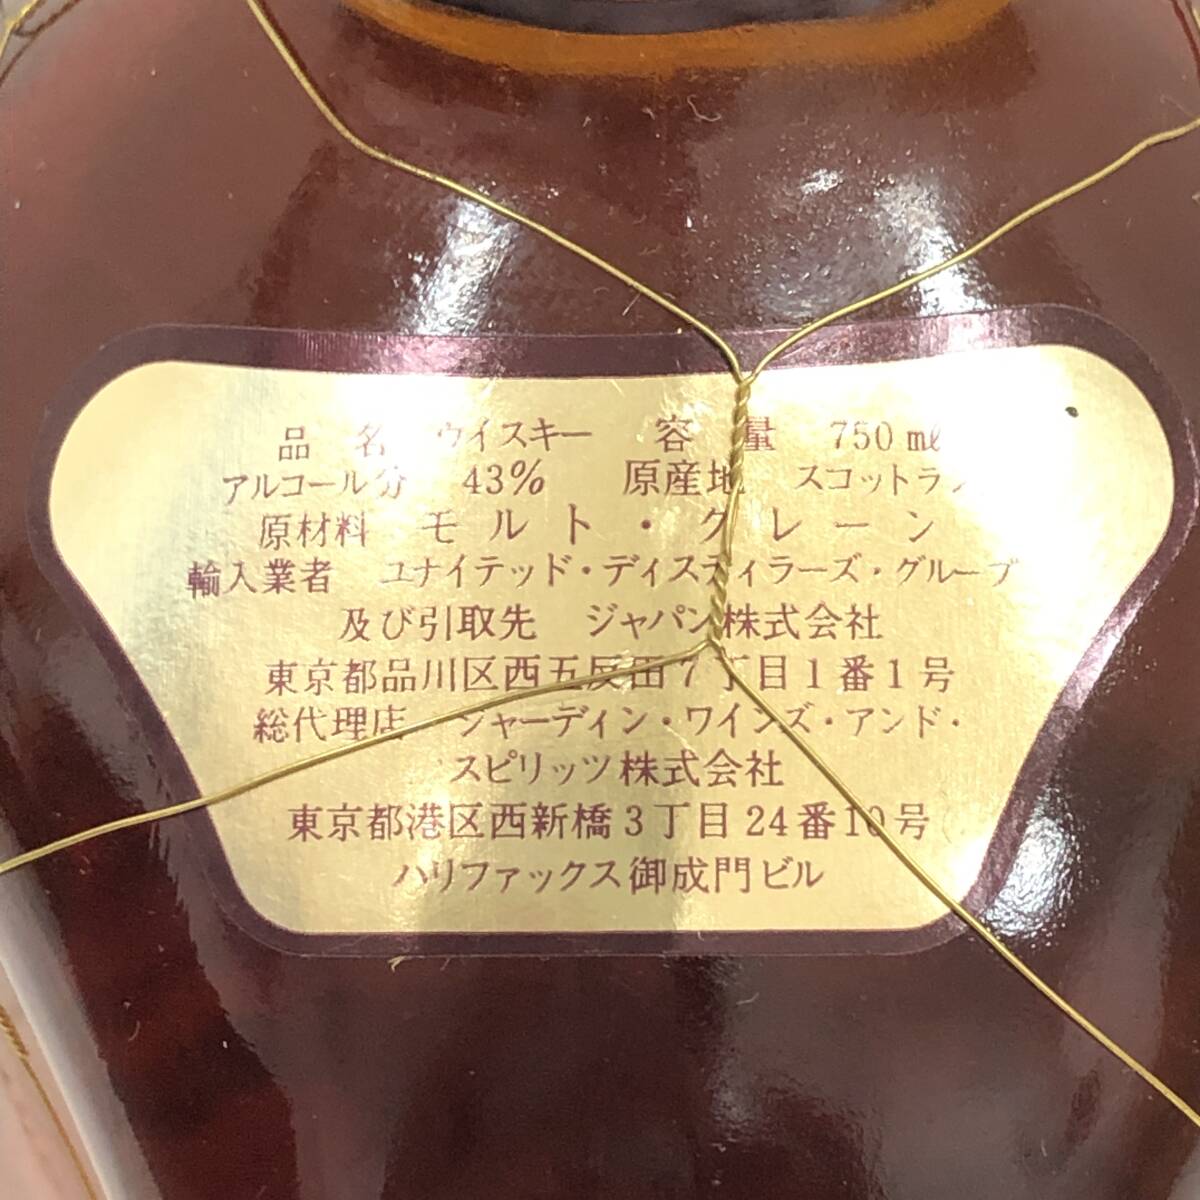 品名 ウイスキー 容量 750ml
アルコール分 43% 原産地 スコットラン
原材料 モルト・グレーン
輸入業者 ユナイテッド・ディスティラーズ・グループ
及び引取先 ジャパン株式会社
東京都品川区西五反田7丁目1番1号
総代理店 ジャーディン・ワインズ・アンド・
スピリッツ株式会社
東京都港区西新橋3丁目24番10号
ハリファックス御成門ビル